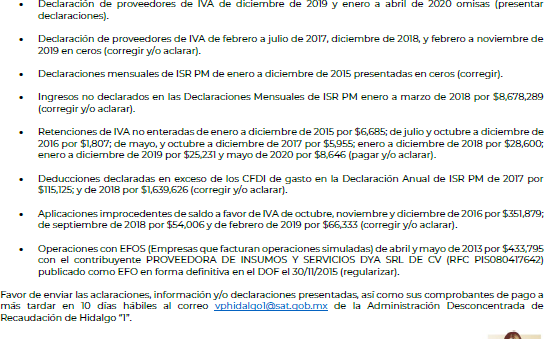 • Declaración de proveedores de IVA de diciembre de 2019 y enero a abril de 2020 omisas (presentar
declaraciones).
• Declaración de proveedores de IVA de febrero a julio de 2017, diciembre de 2018, y febrero a noviembre de
2019 en ceros (corregir y/o aclarar).
• Declaraciones mensuales de ISR PM de enero a diciembre de 2015 presentadas en ceros (corregir).
• Ingresos no declarados en las Declaraciones Mensuales de ISR PM enero a marzo de 2018 por $8,678,289
(corregir y/o aclarar).
• Retenciones de IVA no enteradas de enero a diciembre de 2015 por $6,685; de julio y octubre a diciembre de
2016 por $1,807; de mayo, y octubre a diciembre de 2017 por $5,955; enero a diciembre de 2018 por $28,600;
enero a diciembre de 2019 por $25,231 y mayo de 2020 por $8,646 (pagar y/o aclarar).
• Deducciones declaradas en exceso de los CFDI de gasto en la Declaración Anual de ISR PM de 2017 por
$115,125; y de 2018 por $1,639,626 (corregir y/o aclarar).
• Aplicaciones improcedentes de saldo a favor de IVA de octubre, noviembre y diciembre de 2016 por $351,879;
de septiembre de 2018 por $54,006 y de febrero de 2019 por $66,333 (corregir y/o aclarar).
• Operaciones con EFOS (Empresas que facturan operaciones simuladas) de abril y mayo de 2013 por $433,795
con el contribuyente PROVEEDORA DE INSUMOS Y SERVICIOS DYA SRL DE CV (RFC PIS080417642)
publicado como EFO en forma definitiva en el DOF el 30/11/2015 (regularizar).
Favor de enviar las aclaraciones, información y/o declaraciones presentadas, así como sus comprobantes de pago a
más tardar en 10 días hábiles al correo vphidalgo1@sat.gob.mx de la Administración Desconcentrada de
Recaudación de Hidalgo "1".